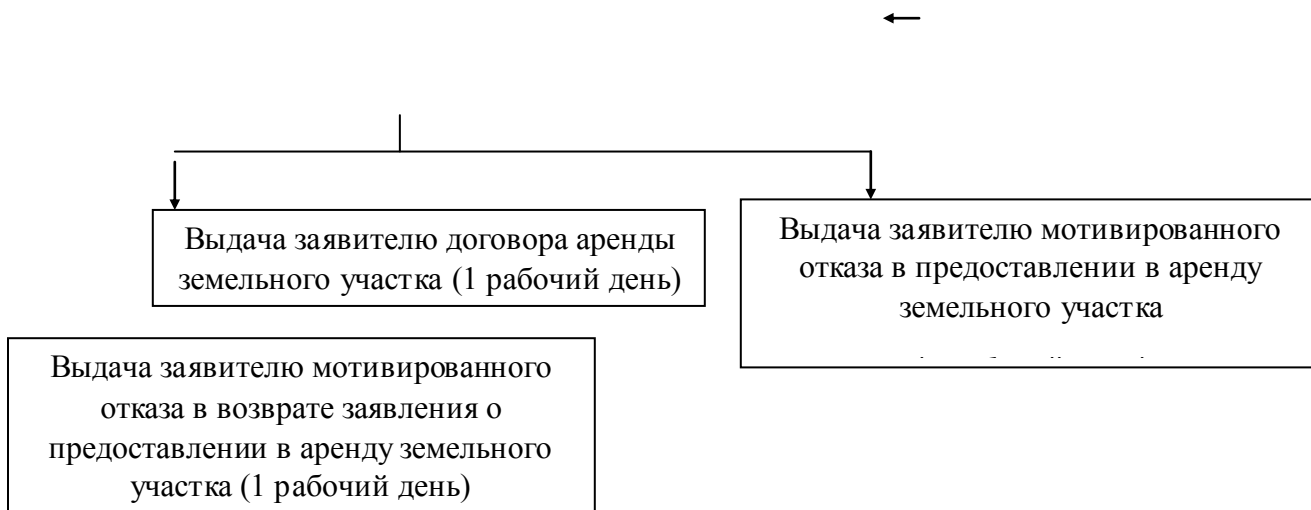 Выдача заявителю договора аренды
земельного участка (1 рабочий день)
Выдача заявителю мотивированного
отказа в предоставлении в аренду
земельного участка
Выдача заявителю мотивированного
отказа в возврате заявления о
предоставлении в аренду земельного
участка (1 рабочий день)